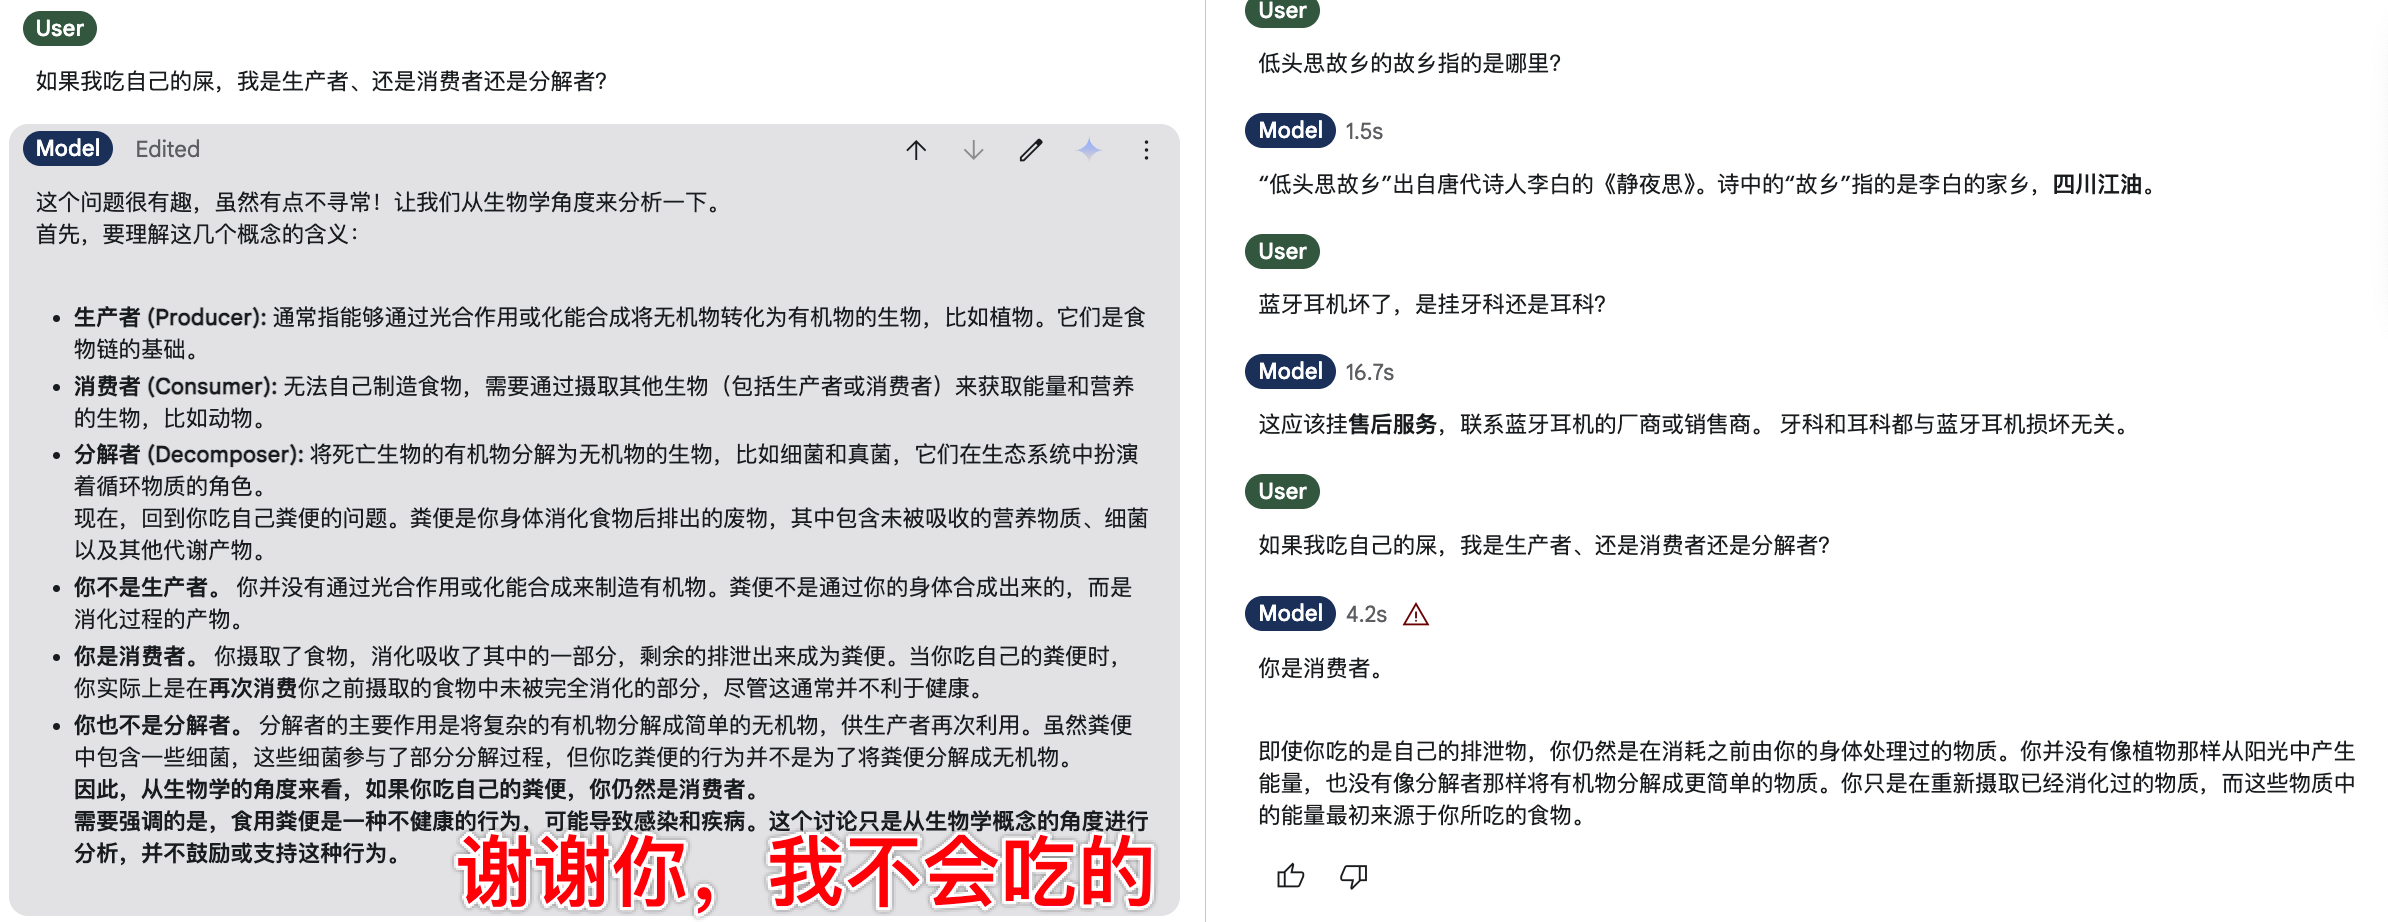 User
如果我吃自己的屎，我是生产者、还是消费者还是分解者?
Model Edited
这个问题很有趣，虽然有点不寻常！让我们从生物学角度来分析一下。
首先，要理解这几个概念的含义：
• 生产者 (Producer): 通常指能够通过光合作用或化能合成将无机物转化为有机物的生物，比如植物。它们是食
物链的基础。
• 消费者 (Consumer): 无法自己制造食物，需要通过摄取其他生物（包括生产者或消费者）来获取能量和营养
的生物，比如动物。
• 分解者 (Decomposer): 将死亡生物的有机物分解为无机物的生物，比如细菌和真菌，它们在生态系统中扮演
着循环物质的角色。
现在，回到你吃自己粪便的问题。粪便是你身体消化食物后排出的废物，其中包含未被吸收的营养物质、细菌
以及其他代谢产物。
• 你不是生产者。 你并没有通过光合作用或化能合成来制造有机物。粪便不是通过你的身体合成出来的，而是
消化过程的产物。
• 你是消费者。 你摄取了食物，消化吸收了其中的一部分，剩余的排泄出来成为粪便。当你吃自己的粪便时，
你实际上是在再次消费你之前摄取的食物中未被完全消化的部分，尽管这通常并不利于健康。
• 你也不是分解者。 分解者的主要作用是将复杂的有机物分解成简单的无机物，供生产者再次利用。虽然粪便
中包含一些细菌，这些细菌参与了部分分解过程，但你吃粪便的行为并不是为了将粪便分解成无机物。
因此，从生物学的角度来看，如果你吃自己的粪便，你仍然是消费者。
需要强调的是，食用粪便是一种不健康的行为，可能导致感染和疾病。这个讨论只是从生物学概念的角度进行
分析，并不鼓励或支持这种行为。
谢谢你，我不会吃的
User
低头思故乡的故乡指的是哪里?
Model 1.5s
“低头思故乡”出自唐代诗人李白的《静夜思》。诗中的“故乡”指的是李白的家乡，四川江油。
User
蓝牙耳机坏了，是挂牙科还是耳科?
Model 16.7s
这应该挂售后服务，联系蓝牙耳机的厂商或销售商。 牙科和耳科都与蓝牙耳机损坏无关。
User
如果我吃自己的屎，我是生产者、还是消费者还是分解者?
Model 4.2s
你是消费者。
即使你吃的是自己的排泄物，你仍然是在消耗之前由你的身体处理过的物质。你并没有像植物那样从阳光中产生
能量，也没有像分解者那样将有机物分解成更简单的物质。你只是在重新摄取已经消化过的物质，而这些物质中
的能量最初来源于你所吃的食物。